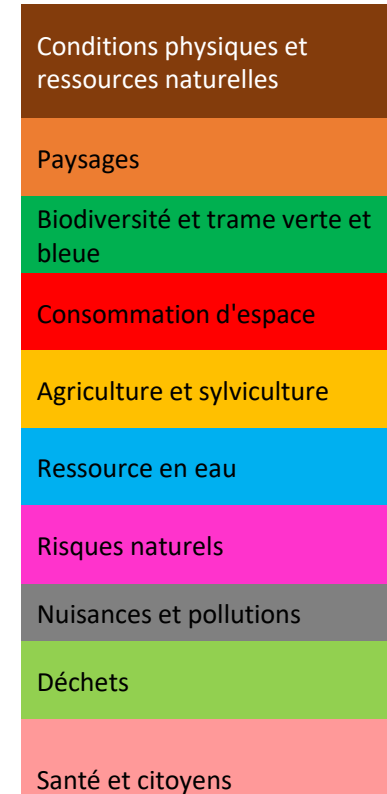 Conditions physiques et
ressources naturelles
Paysages
Biodiversité et trame verte et
bleue
Consommation d'espace
Agriculture et sylviculture
Ressource en eau
Risques naturels
Nuisances et pollutions
Déchets
Santé et citoyens